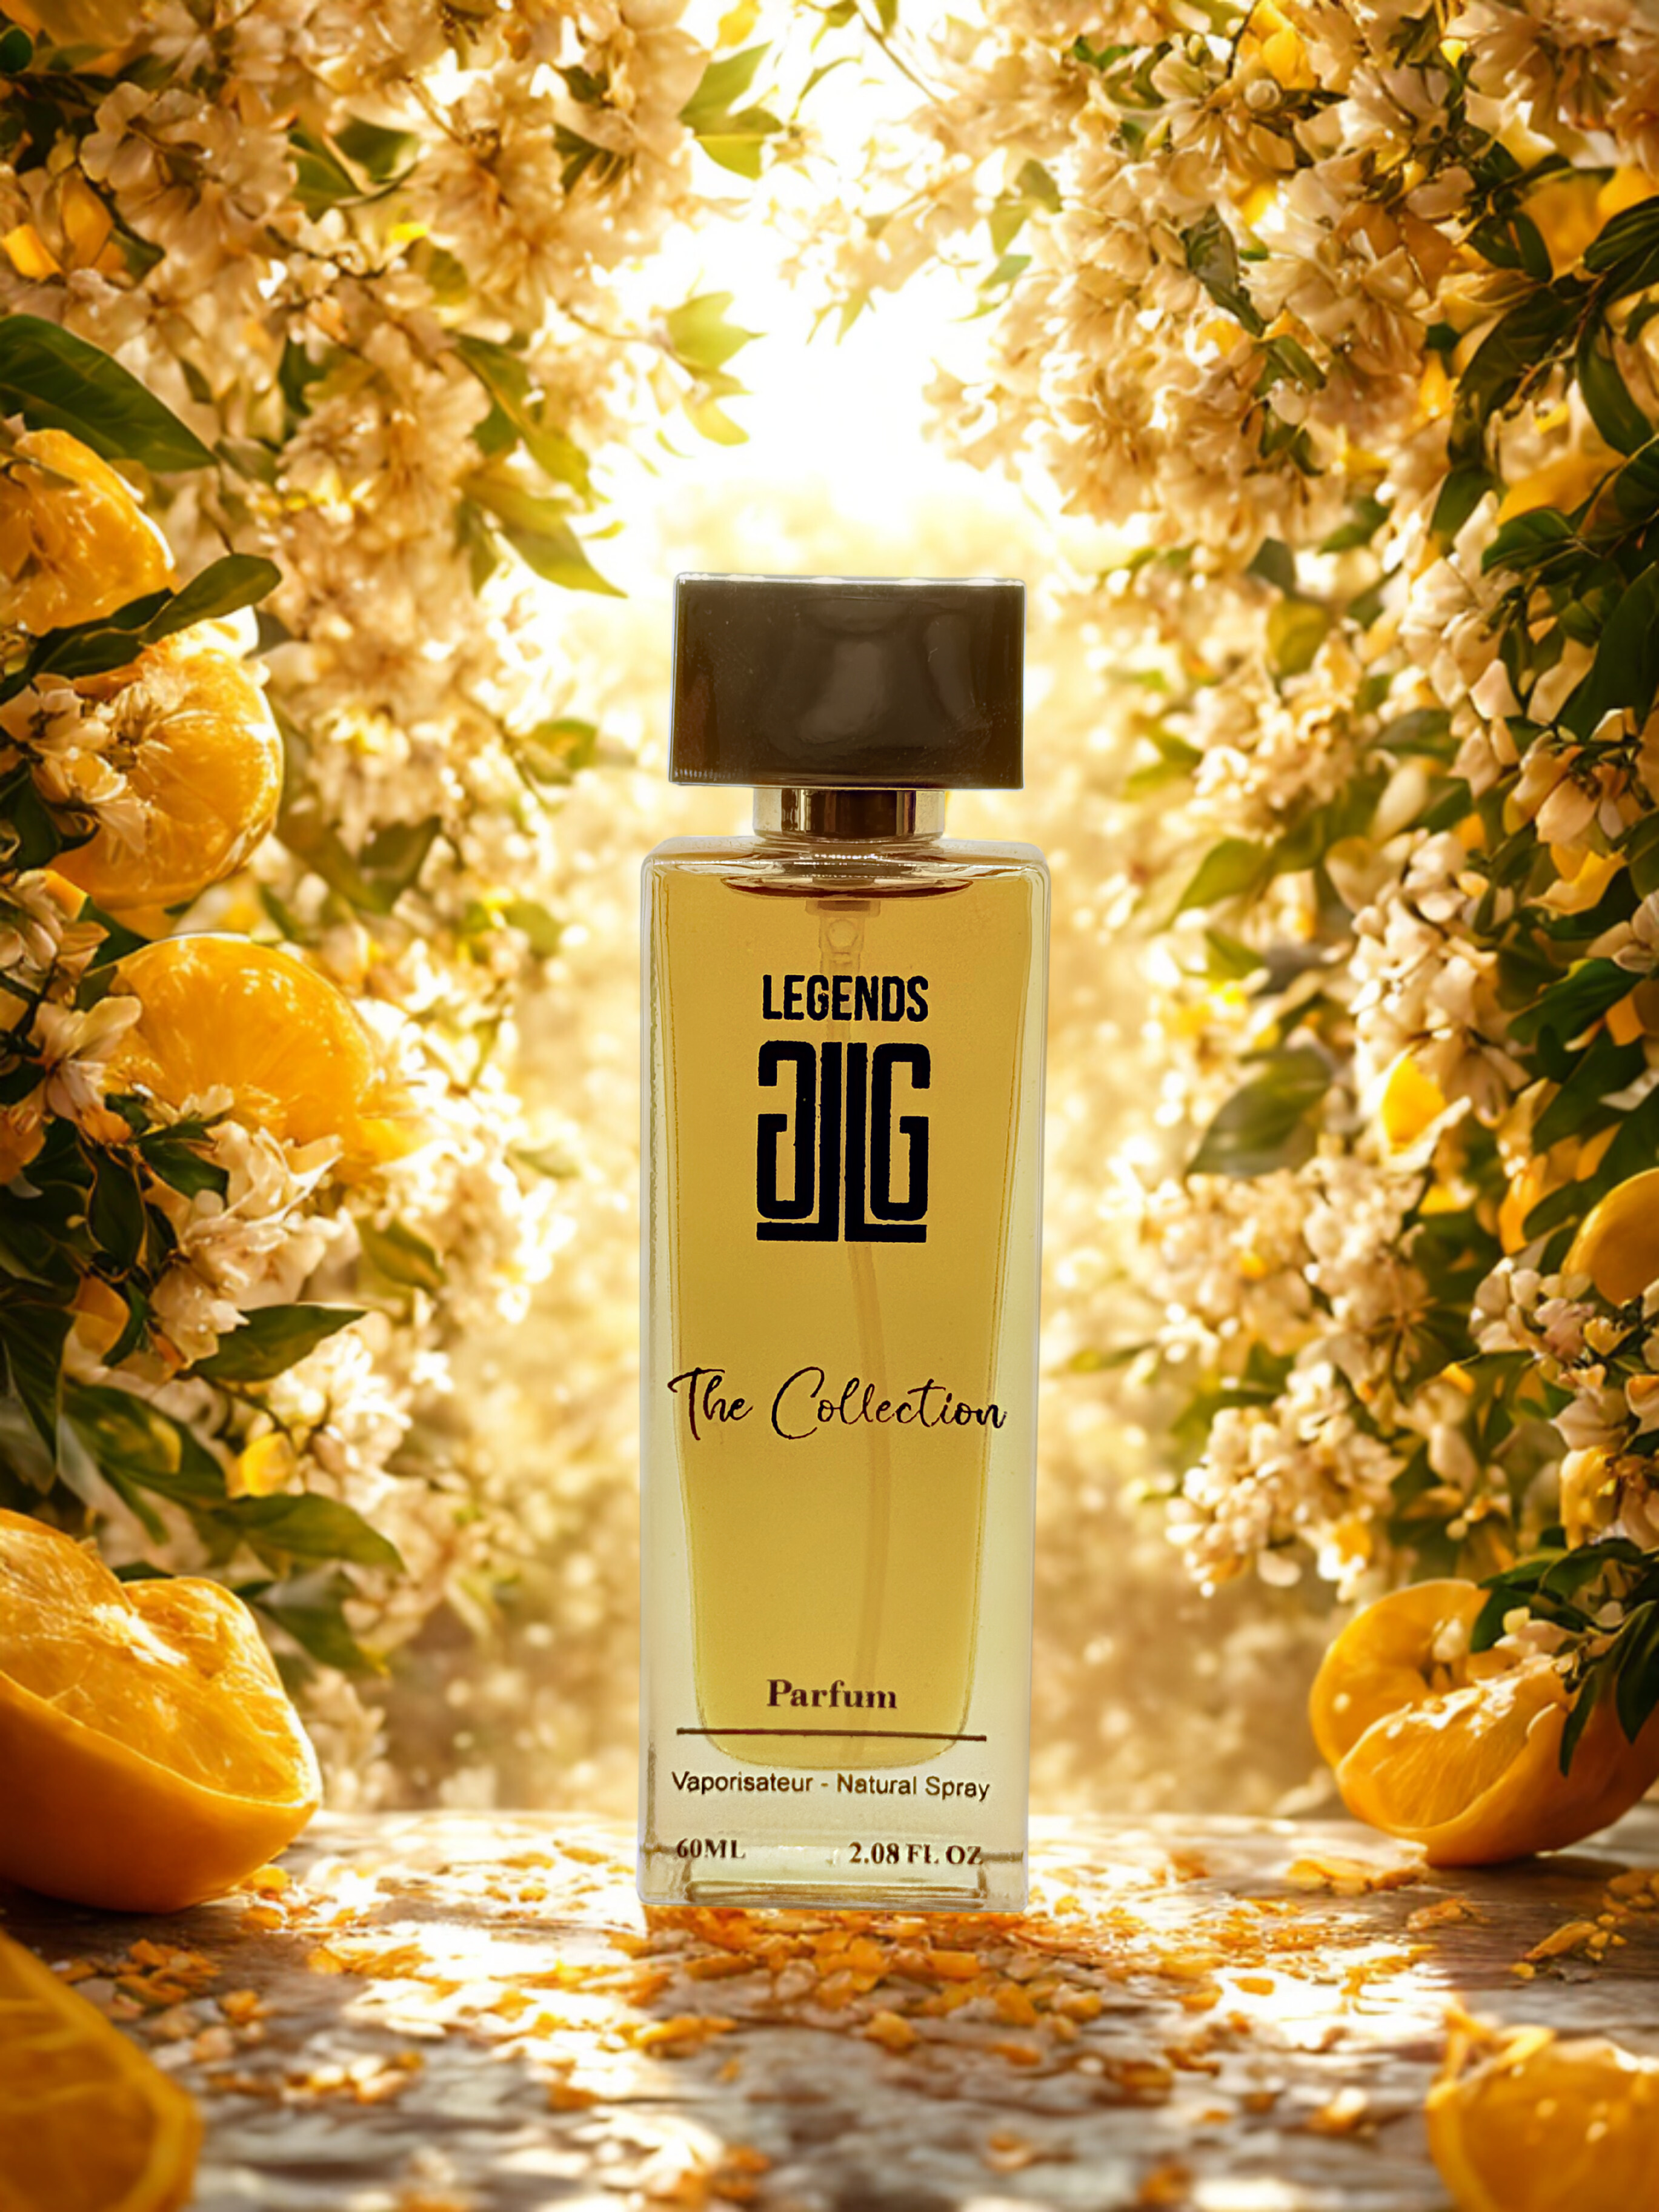 LEGENDS
The Collection
Parfum
Vaporisateur - Natural Spray
60ML 2.08 FL OZ